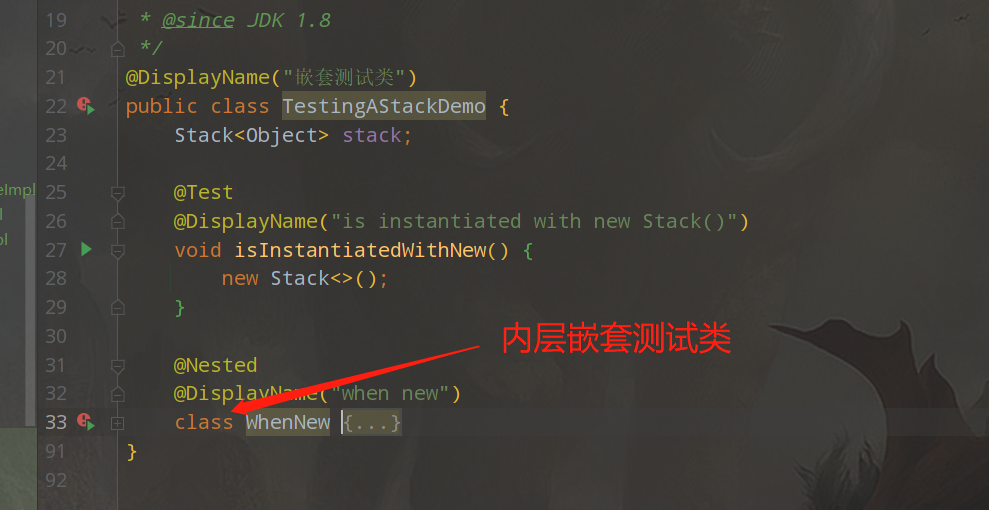 19 * @since JDK 1.8
20 */
21 @DisplayName("嵌套测试类")
22 public class TestingAStackDemo {
23 Stack<Object> stack;
24
25 @Test
26 @DisplayName("is instantiated with new Stack()")
27 void isInstantiatedWithNew() {
28 new Stack<>();
29 }
30
内层嵌套测试类
31 @Nested
32 @DisplayName("when new")
33 class WhenNew {...}
91 }
92
eImpl